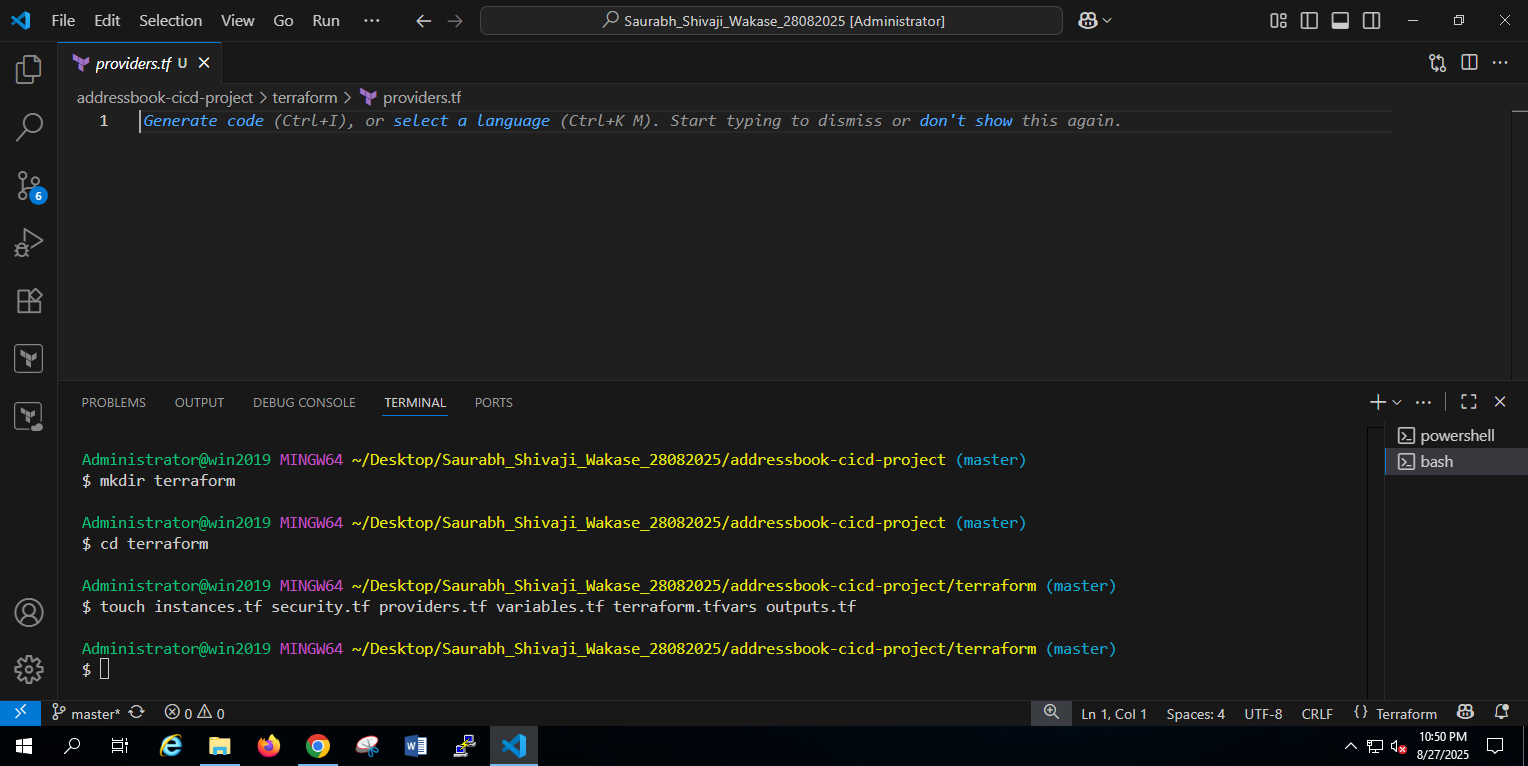 File Edit Selection View Go Run ··· Saurabh_Shivaji_Wakase_28082025 [Administrator]
providers.tf U
addressbook-cicd-project > terraform > providers.tf
1 Generate code (Ctrl+I), or select a language (Ctrl+K M). Start typing to dismiss or don't show this again.
6
PROBLEMS OUTPUT DEBUG CONSOLE TERMINAL PORTS
powershell
bash
Administrator@win2019 MINGW64 ~/Desktop/Saurabh_Shivaji_Wakase_28082025/addressbook-cicd-project (master)
$ mkdir terraform
Administrator@win2019 MINGW64 ~/Desktop/Saurabh_Shivaji_Wakase_28082025/addressbook-cicd-project (master)
$ cd terraform
Administrator@win2019 MINGW64 ~/Desktop/Saurabh_Shivaji_Wakase_28082025/addressbook-cicd-project/terraform (master)
$ touch instances.tf security.tf providers.tf variables.tf terraform.tfvars outputs.tf
Administrator@win2019 MINGW64 ~/Desktop/Saurabh_Shivaji_Wakase_28082025/addressbook-cicd-project/terraform (master)
$
master* 0 0 Ln 1, Col 1 Spaces: 4 UTF-8 CRLF {} Terraform
10:50 PM
8/27/2025